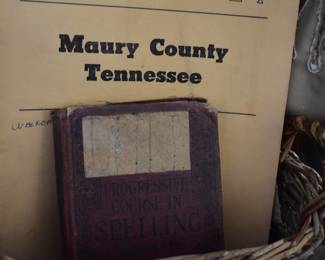 Maury County
Tennessee
PROGRESSIVE
COURSE IN
SPELLING